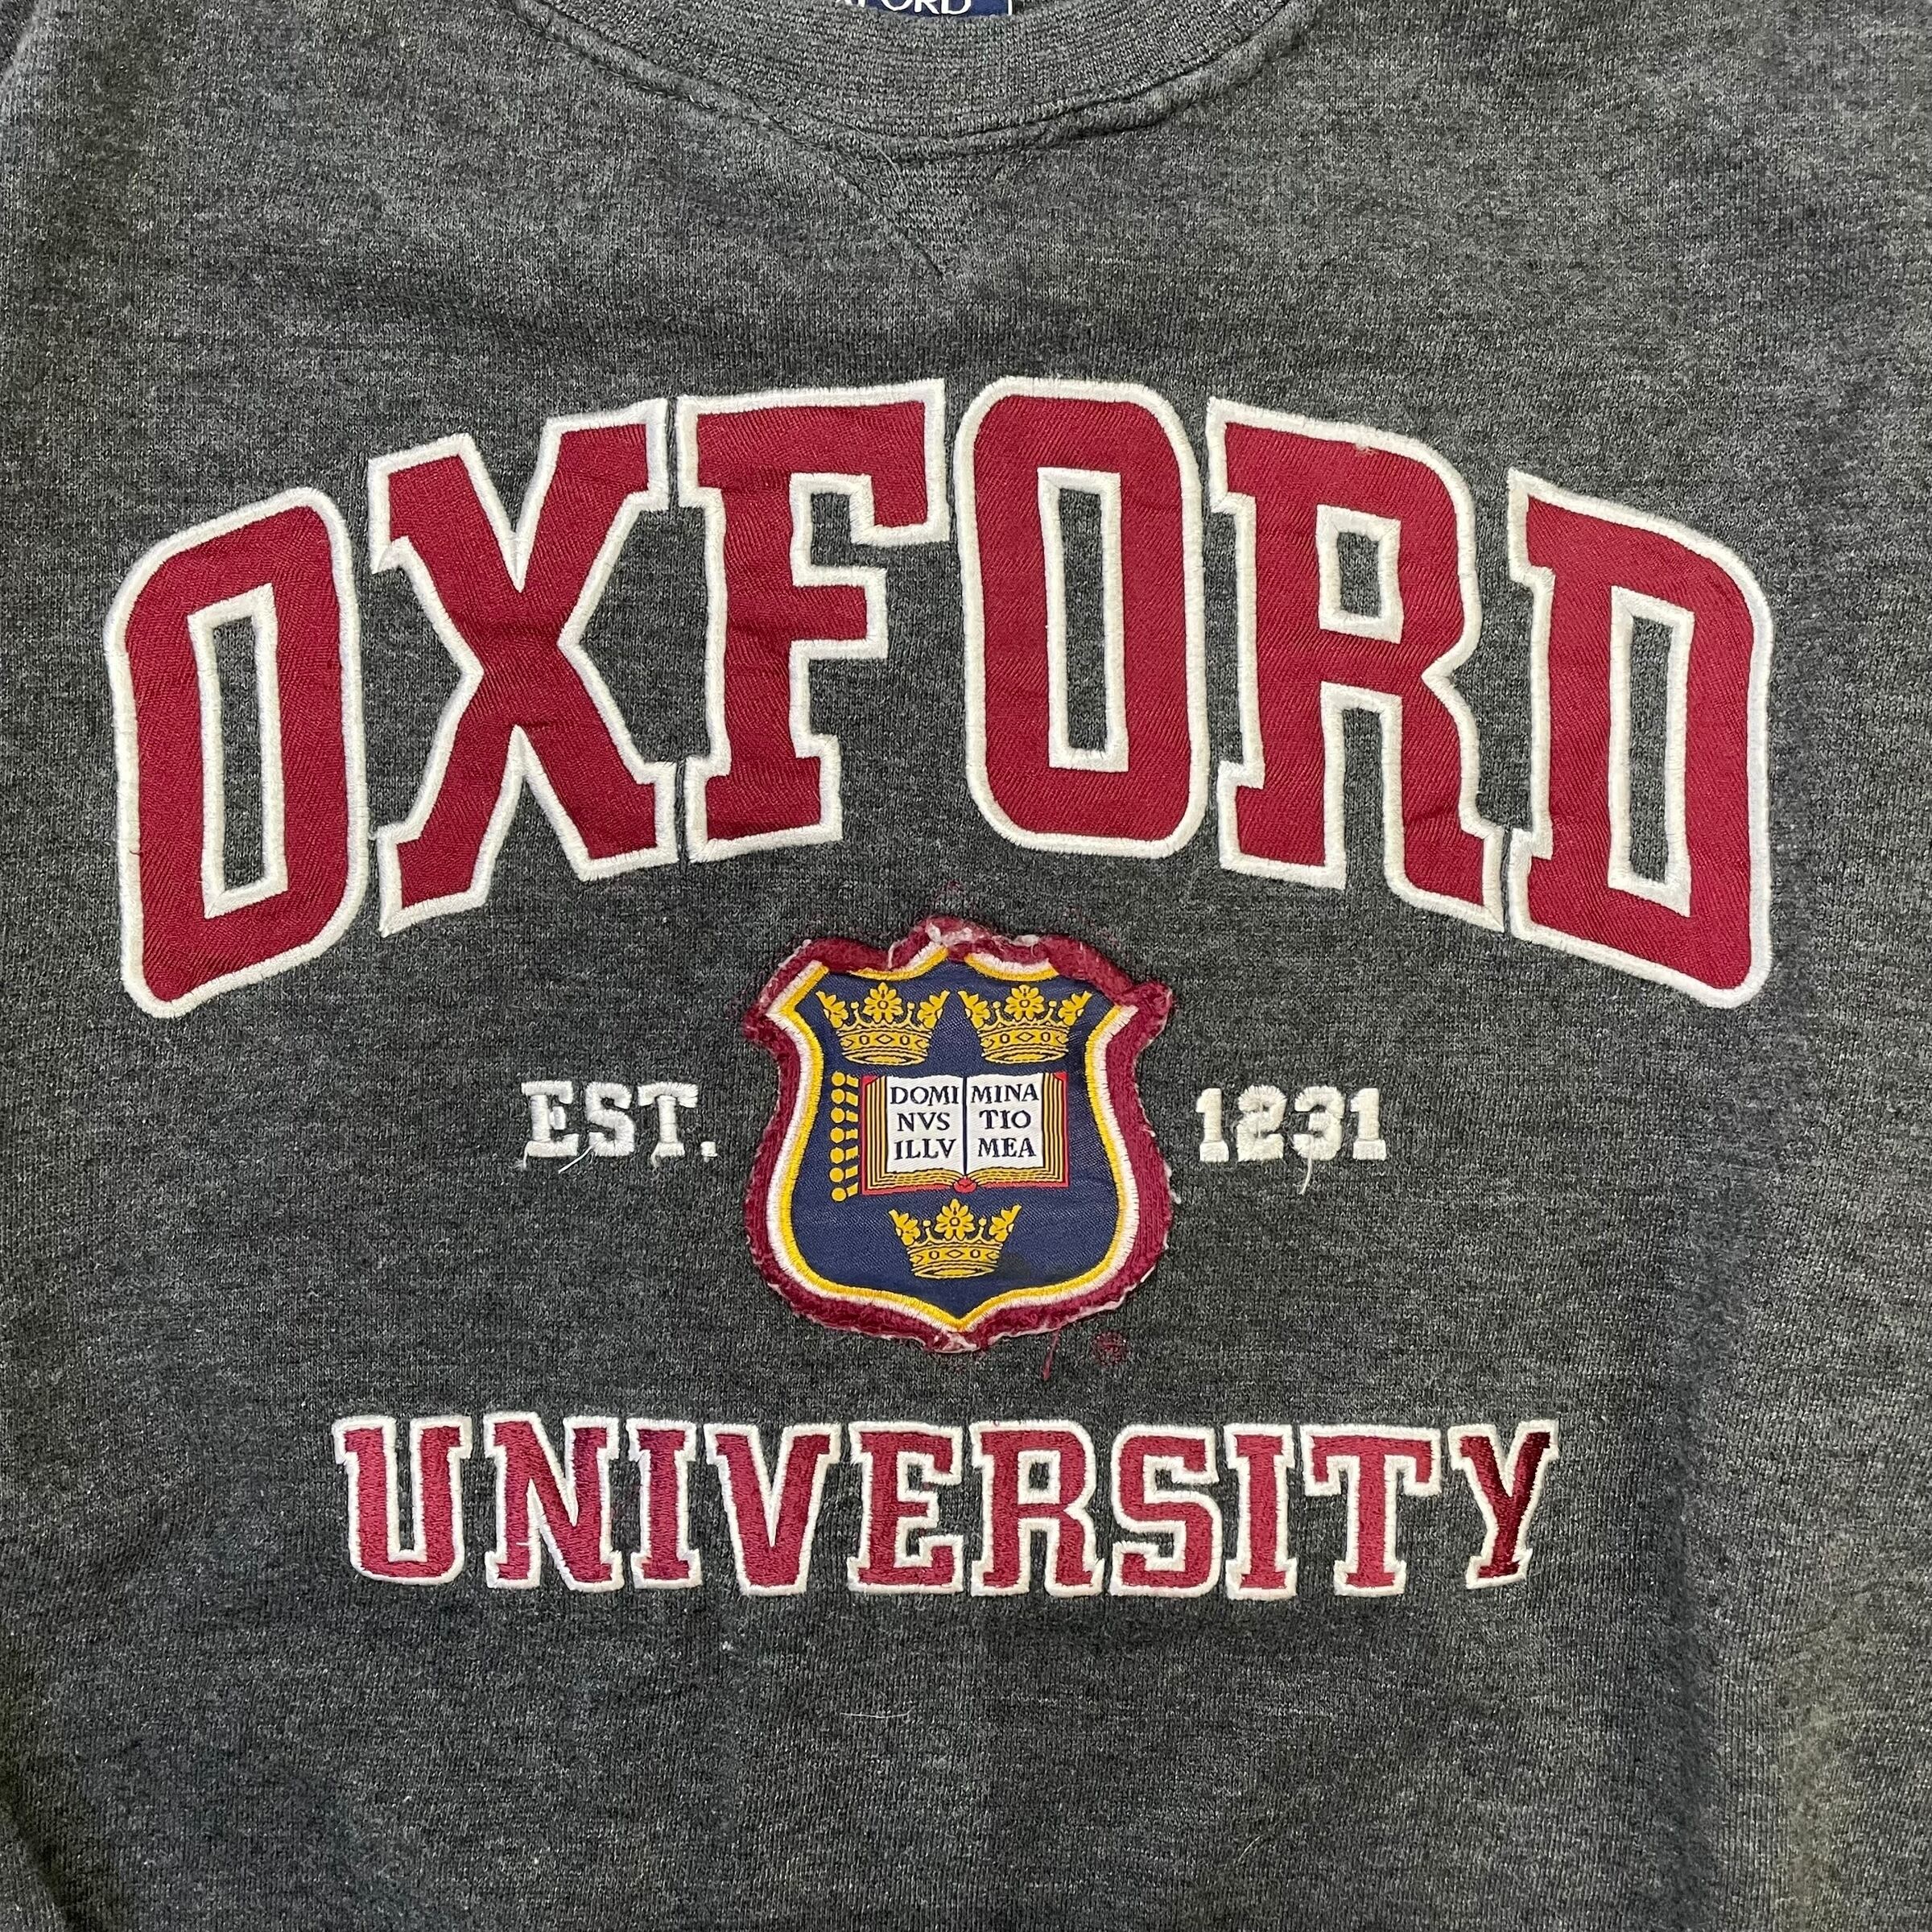 OXFORD
EST. 1231
DOMI MINA
NVS TIO
ILLV MEA
UNIVERSITY